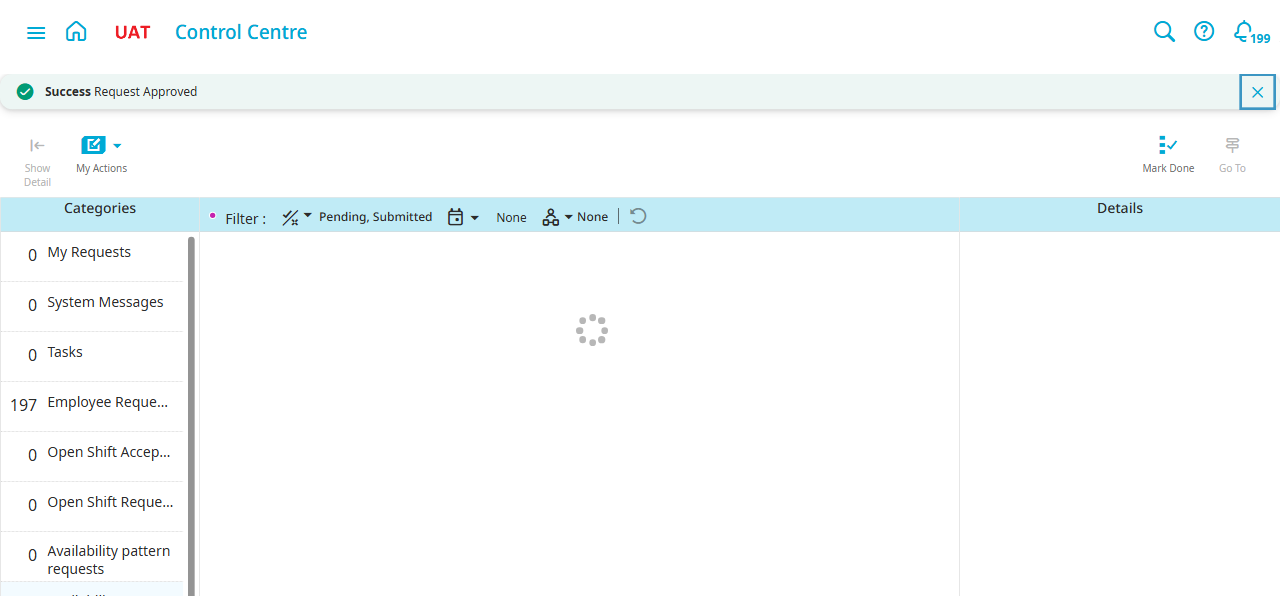 UAT Control Centre
199
Success Request Approved
Show
Detail
My Actions
Mark Done
Go To
Categories
Filter :
Pending, Submitted
None
None
Details
0 My Requests
0 System Messages
0 Tasks
197 Employee Reque...
0 Open Shift Accep...
0 Open Shift Reque...
0 Availability pattern
requests